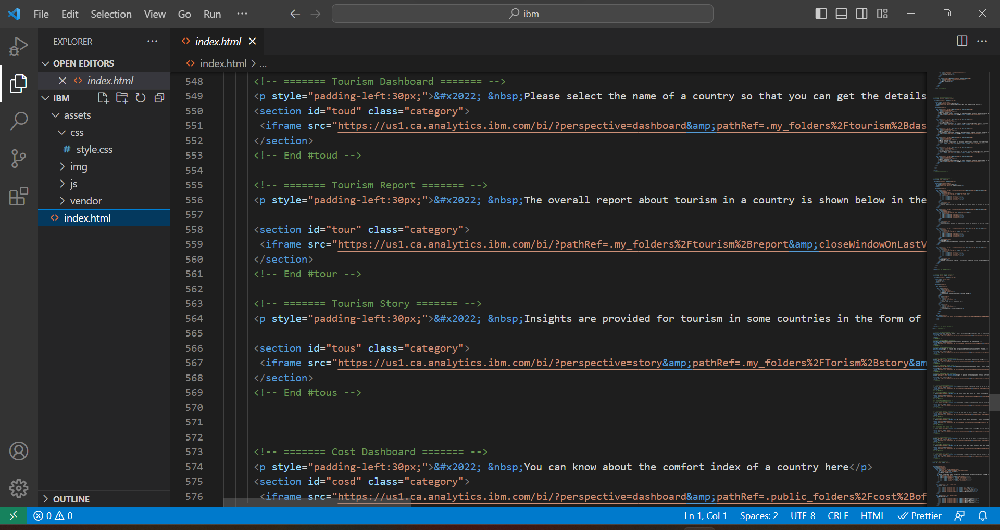 File Edit Selection View Go Run ···
ibm
EXPLORER ···
OPEN EDITORS
index.html
IBM
assets
css
# style.css
img
js
vendor
<> index.html
OUTLINE
<> index.html
<> index.html > ...
548 <!-- ======= Tourism Dashboard ======= -->
549 <p style="padding-left:30px;">&#x2022; &nbsp;Please select the name of a country so that you can get the details
550 <section id="toud" class="category">
551 <iframe src="https://us1.ca.analytics.ibm.com/bi/?perspective=dashboard&amp;pathRef=.my_folders%2Ftourism%2Bdas
552 </section>
553 <!-- End #toud -->
554
555 <!-- ======= Tourism Report ======= -->
556 <p style="padding-left:30px;">&#x2022; &nbsp;The overall report about tourism in a country is shown below in the
557
558 <section id="tour" class="category">
559 <iframe src="https://us1.ca.analytics.ibm.com/bi/?pathRef=.my_folders%2Ftourism%2Breport&amp;closeWindowOnLastV
560 </section>
561 <!-- End #tour -->
562
563 <!-- ======= Tourism Story ======= -->
564 <p style="padding-left:30px;">&#x2022; &nbsp;Insights are provided for tourism in some countries in the form of
565
566 <section id="tous" class="category">
567 <iframe src="https://us1.ca.analytics.ibm.com/bi/?perspective=story&amp;pathRef=.my_folders%2FTorism%2Bstory&am
568 </section>
569 <!-- End #tous -->
570
571
572
573 <!-- ======= Cost Dashboard ======= -->
574 <p style="padding-left:30px;">&#x2022; &nbsp;You can know about the comfort index of a country here</p>
575 <section id="cosd" class="category">
576 <iframe src="https://us1.ca.analytics.ibm.com/bi/?perspective=dashboard&amp;pathRef=.public_folders%2Fcost%2Bof
0 0 Ln 1, Col 1 Spaces: 2 UTF-8 CRLF HTML Prettier